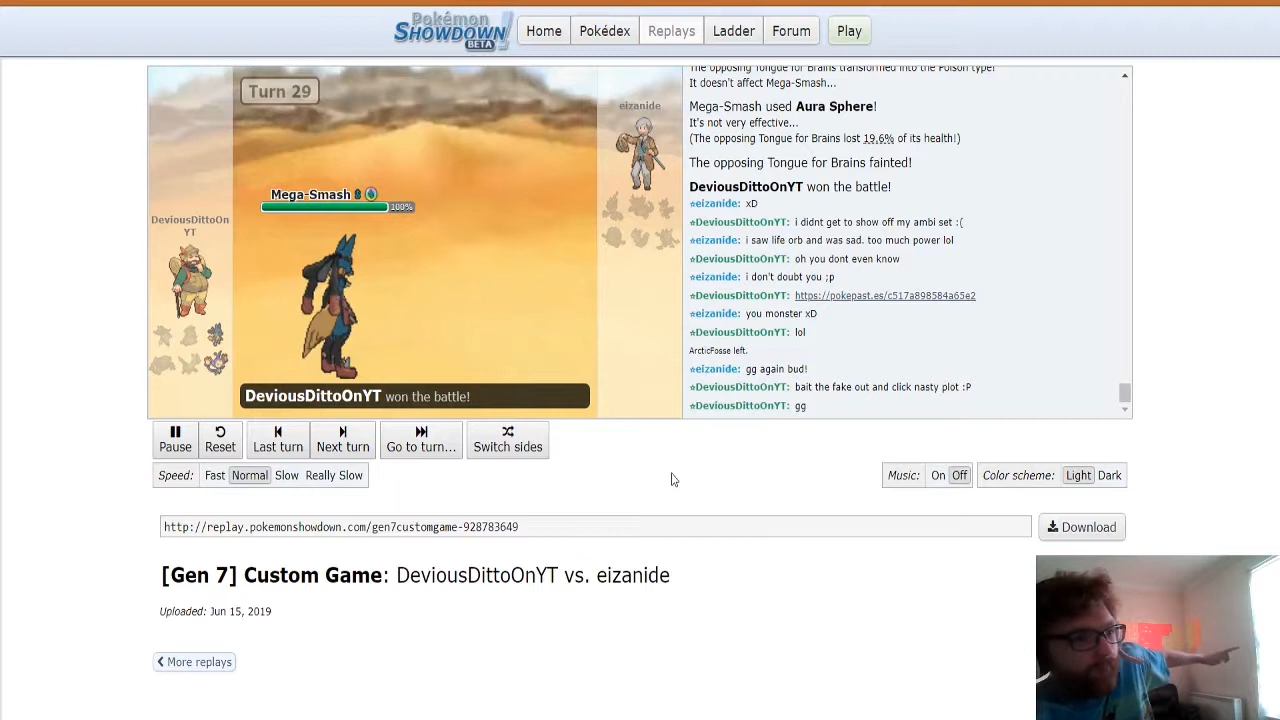 Pokémon
SHOWDOWN!
BETA
Home
Pokédex
Replays
Ladder
Forum
Play
Turn 29
eizanide
Mega-Smash
100%
DeviousDittoOn
YT
DeviousDittoOnYT won the battle!
The opposing Tongue for Brains transformed into the Poison type!
It doesn't affect Mega-Smash...
Mega-Smash used Aura Sphere!
It's not very effective...
(The opposing Tongue for Brains lost 19.6% of its health!)
The opposing Tongue for Brains fainted!
DeviousDittoOnYT won the battle!
☆eizanide: xD
☆DeviousDittoOnYT: i didnt get to show off my ambi set :(
☆eizanide: i saw life orb and was sad. too much power lol
☆DeviousDittoOnYT: oh you dont even know
☆eizanide: i don't doubt you ;p
☆DeviousDittoOnYT: https://pokepast.es/c517a898584a65e2
☆eizanide: you monster xD
☆DeviousDittoOnYT: lol
ArcticFosse left.
☆eizanide: gg again bud!
☆DeviousDittoOnYT: bait the fake out and click nasty plot :P
☆DeviousDittoOnYT: gg
Pause
Reset
Last turn
Next turn
Go to turn...
Switch sides
Speed: Fast Normal Slow Really Slow
Music: On Off
Color scheme: Light Dark
http://replay.pokemonshowdown.com/gen7customgame-928783649
Download
[Gen 7] Custom Game: DeviousDittoOnYT vs. eizanide
Uploaded: Jun 15, 2019
More replays